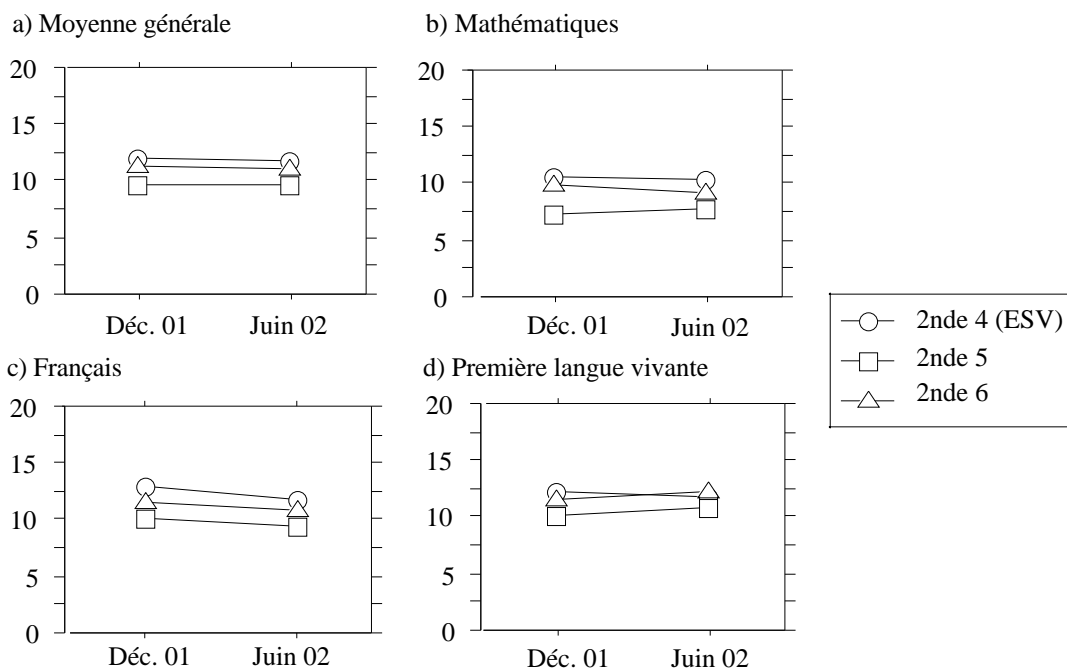 a) Moyenne générale
20
15
10
5
0
Déc. 01 Juin 02
b) Mathématiques
20
15
10
5
0
Déc. 01 Juin 02
c) Français
20
15
10
5
0
Déc. 01 Juin 02
d) Première langue vivante
20
15
10
5
0
Déc. 01 Juin 02
2nde 4 (ESV)
2nde 5
2nde 6